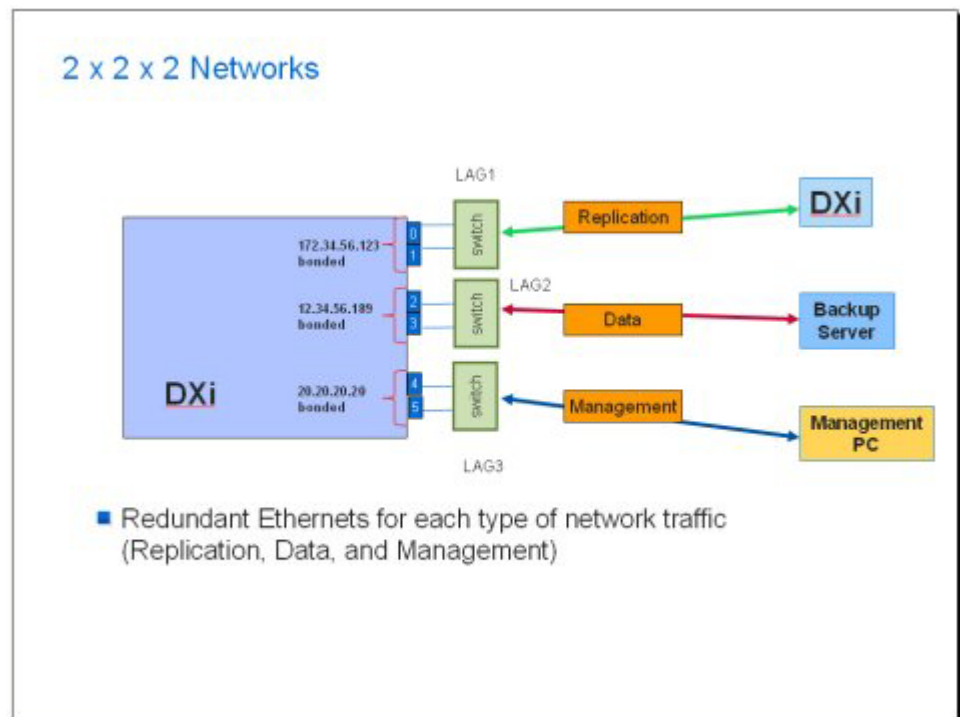 2 x 2 x 2 Networks
LAG1
DXi
172.34.56.123
bonded
0
1
switch
Replication
DXi
LAG2
12.34.56.189
bonded
2
3
switch
Data
Backup
Server
20.20.20.20
bonded
4
5
switch
Management
Management
PC
LAG3
Redundant Ethernets for each type of network traffic
(Replication, Data, and Management)